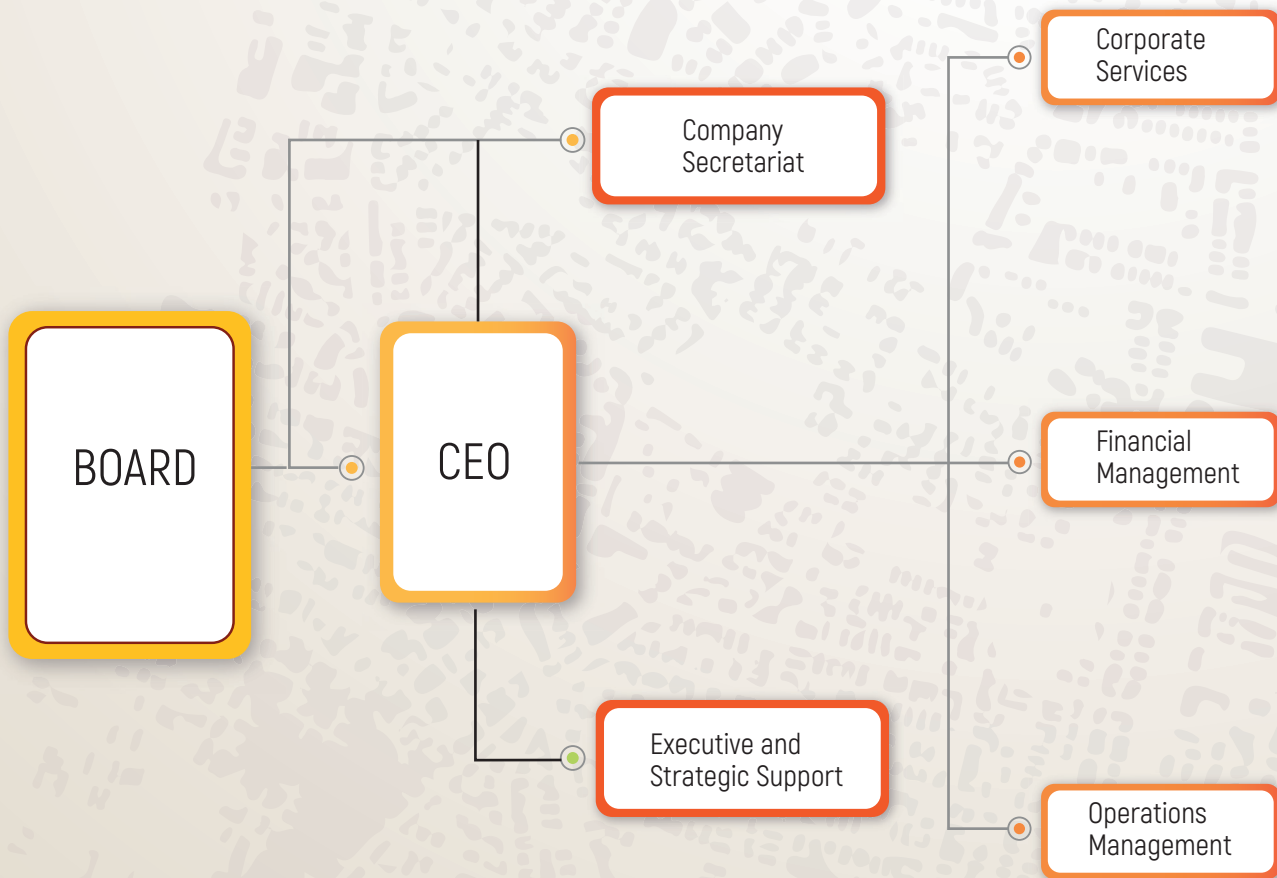 BOARD
CEO
Company
Secretariat
Executive and
Strategic Support
Corporate
Services
Financial
Management
Operations
Management